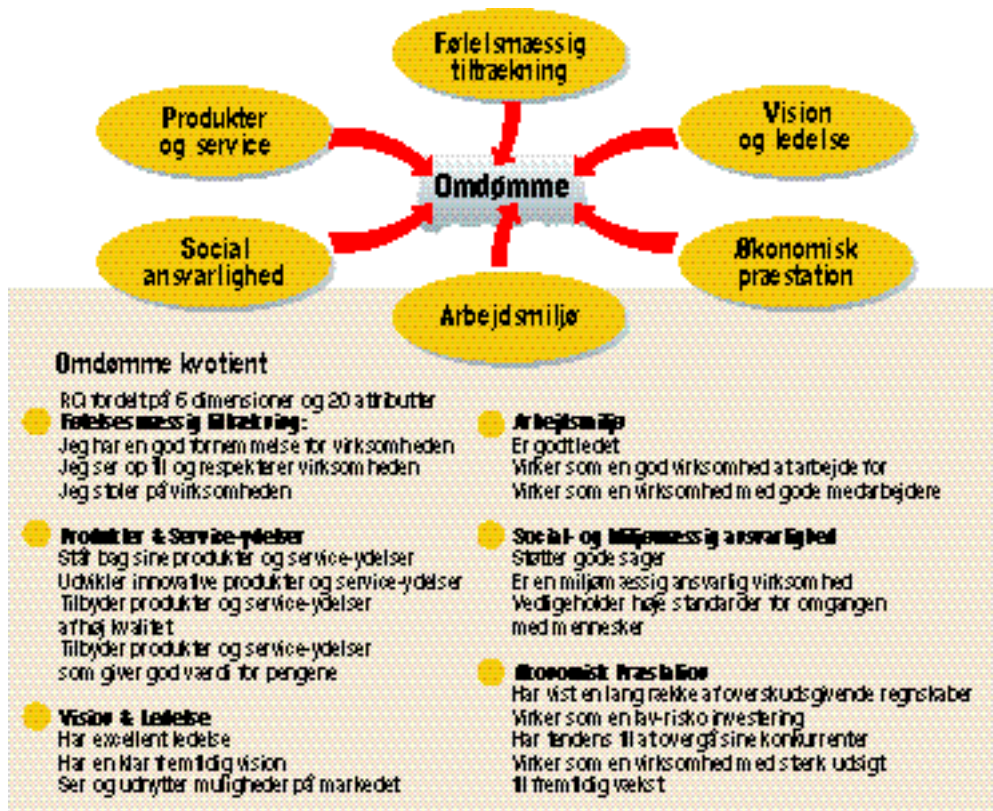 Følelsmæssig
tiltrækning
Produkter
og service
Vision
og ledelse
Omdømme
Social
ansvarlighed
Økonomisk
præstation
Arbejdsmiljø
Omdømme kvotient
RQ fordelt på 6 dimensioner og 20 attributter
Følelsesmæssig tiltrækning:
Jeg har en god fornemmelse for virksomheden
Jeg ser op til og respekterer virksomheden
Jeg stoler på virksomheden
Produkter & Service-ydelser
Står bag sine produkter og service-ydelser
Udvikler innovative produkter og service-ydelser
Tilbyder produkter og service-ydelser
af høj kvalitet
Tilbyder produkter og service-ydelser
som giver god værdi for pengene
Vision & Ledelse
Har excellent ledelse
Har en klar fremtidig vision
Ser og udnytter muligheder på markedet
Arbejdsmiljø
Er godt ledet
Virker som en god virksomhed at arbejde for
Virker som en virksomhed med gode medarbejdere
Social- og Miljømæssig ansvarlighed
Støtter gode sager
Er en miljømæssig ansvarlig virksomhed
Vedligeholder høje standarder for omgangen
med mennesker
Økonomisk Præstation
Har vist en lang række af overskudsgivende regnskaber
Virker som en lav-risko investering
Har tendens til at overgå sine konkurrenter
Virker som en virksomhed med stærk udsigt
til fremtidig vækst